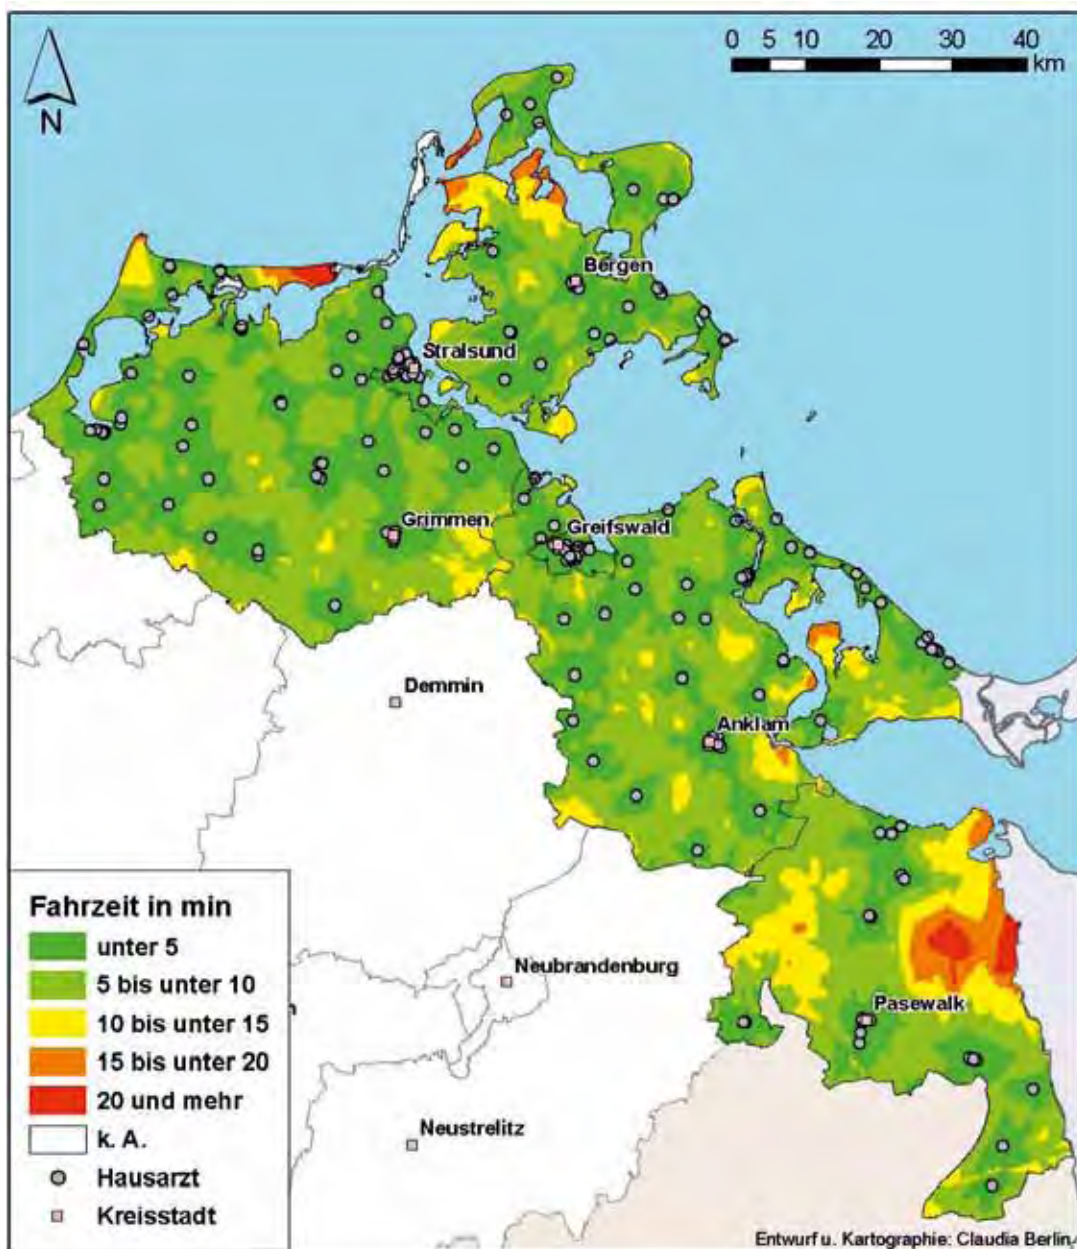 0 5 10 20 30 40
km
N
Bergen
Stralsund
Grimmen
Greifswald
Demmin
Anklam
Neubrandenburg
Pasewalk
Neustrelitz
Fahrzeit in min
unter 5
5 bis unter 10
10 bis unter 15
15 bis unter 20
20 und mehr
k. A.
Hausarzt
Kreisstadt
Entwurf u. Kartographie: Claudia Berlin